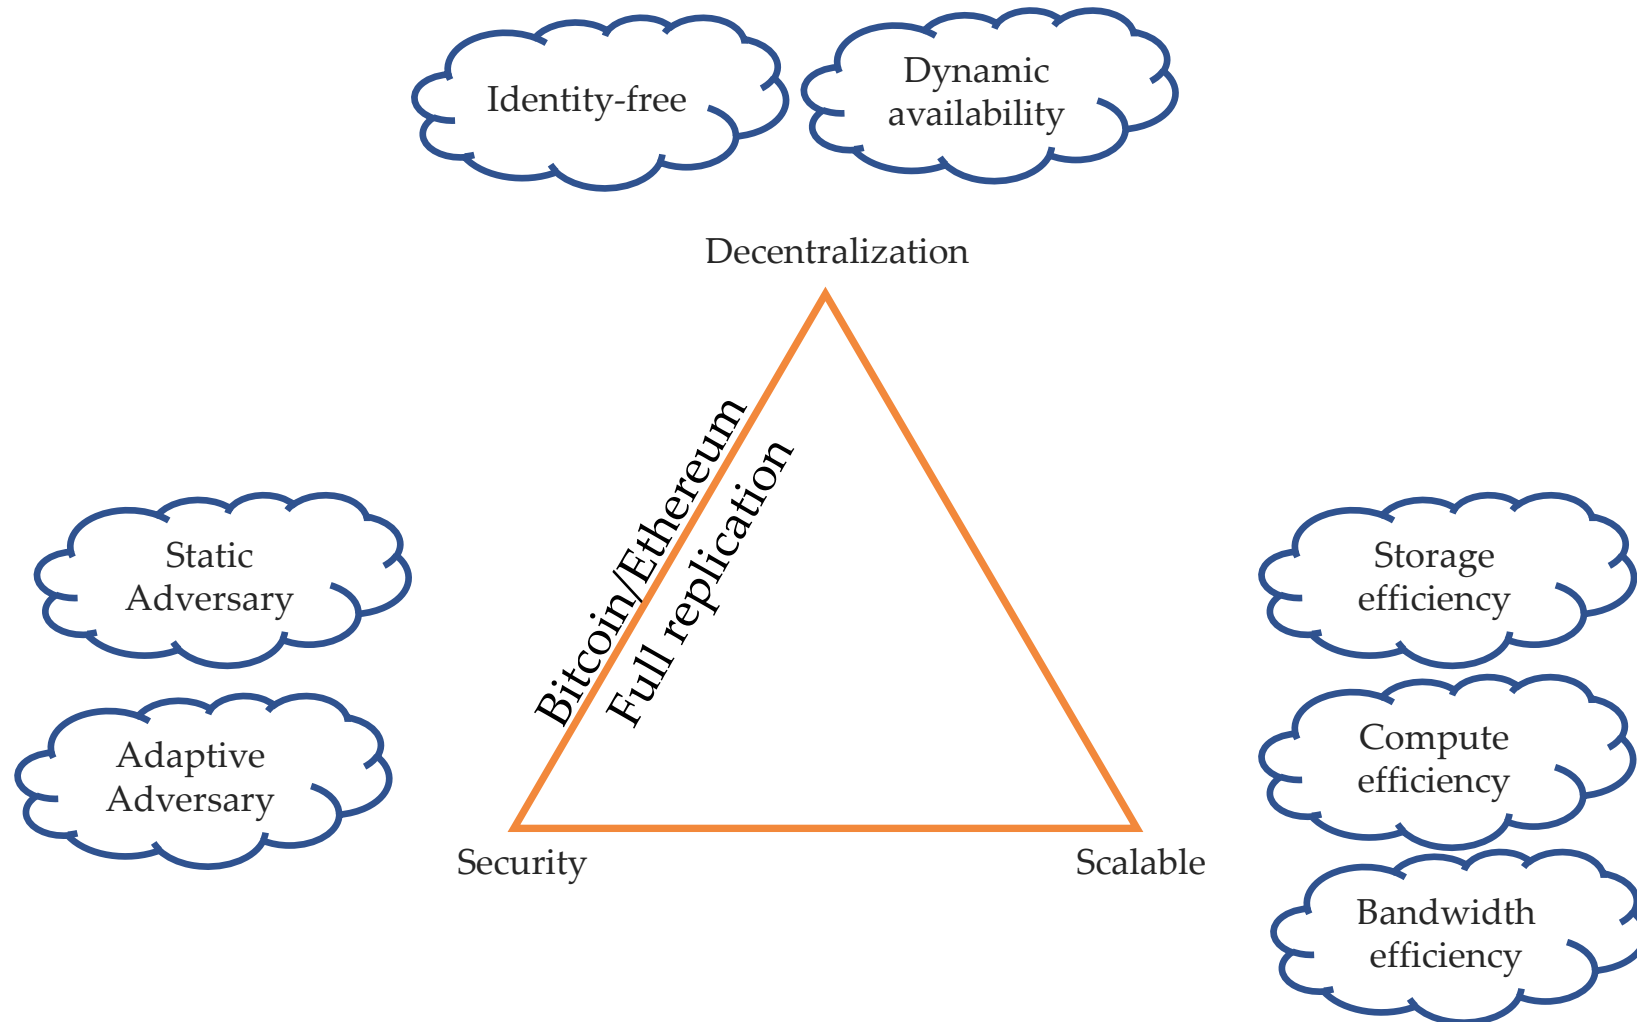 Identity-free
Dynamic
availability
Decentralization
Bitcoin/Ethereum
Full replication
Static
Adversary
Adaptive
Adversary
Storage
efficiency
Compute
efficiency
Bandwidth
efficiency
Security
Scalable